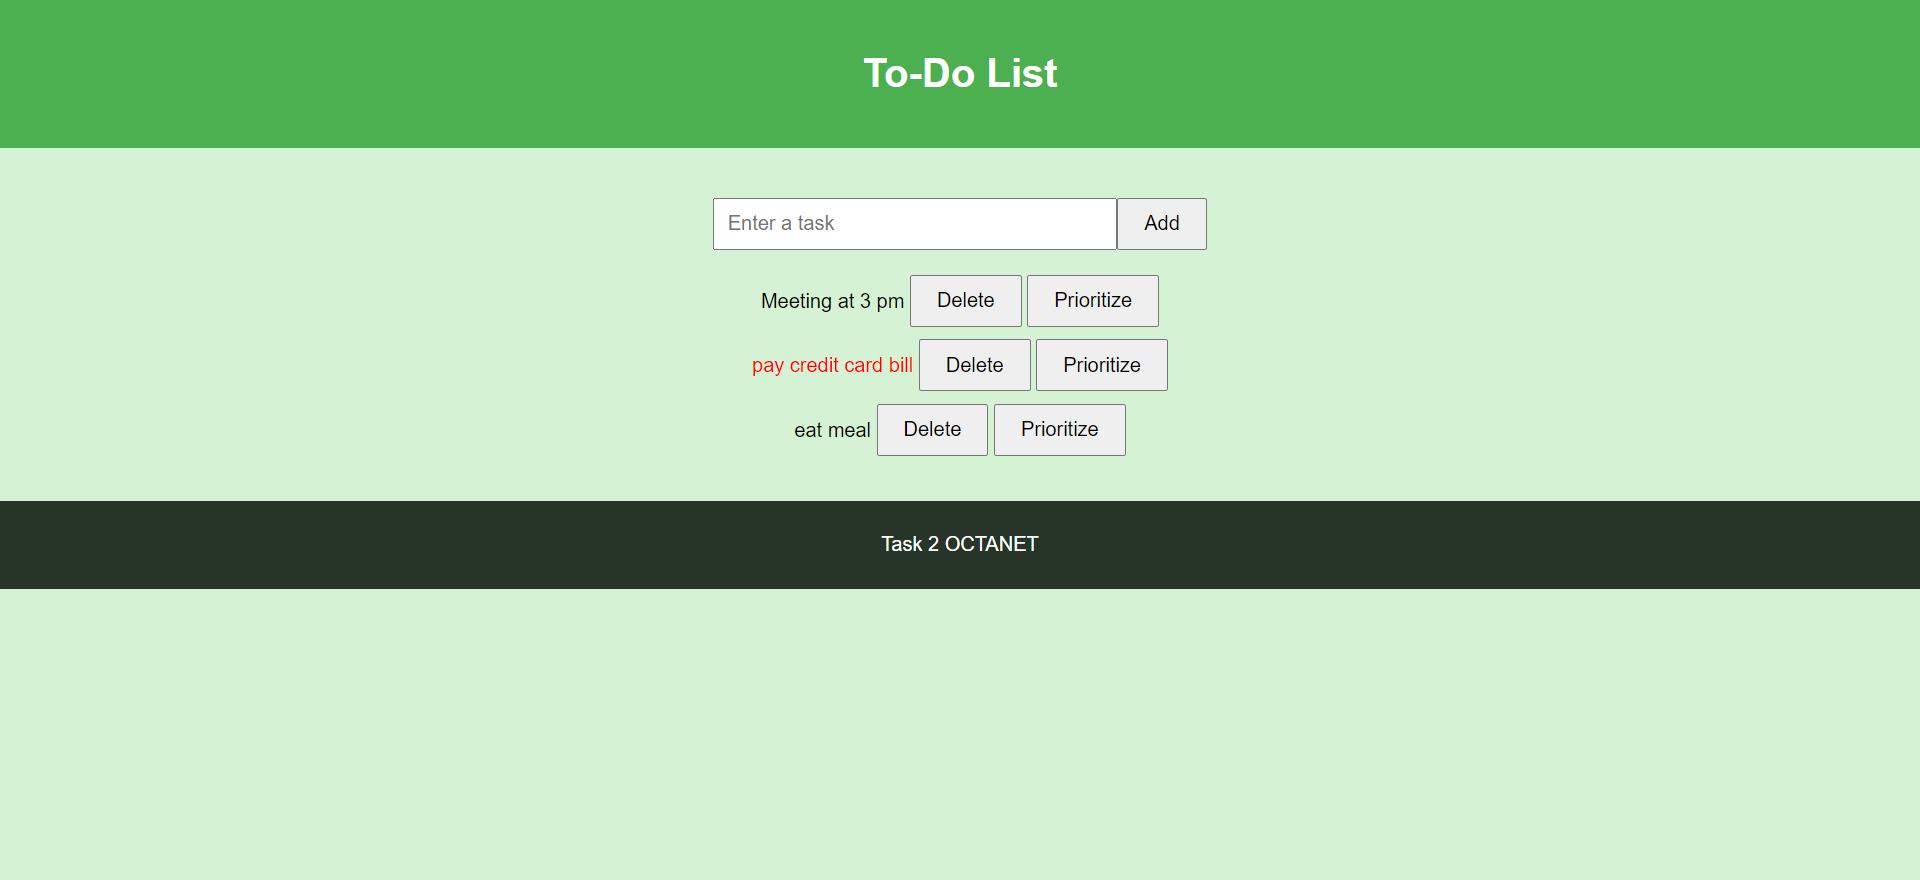 To-Do List
Enter a task Add
Meeting at 3 pm Delete Prioritize
pay credit card bill Delete Prioritize
eat meal Delete Prioritize
Task 2 OCTANET